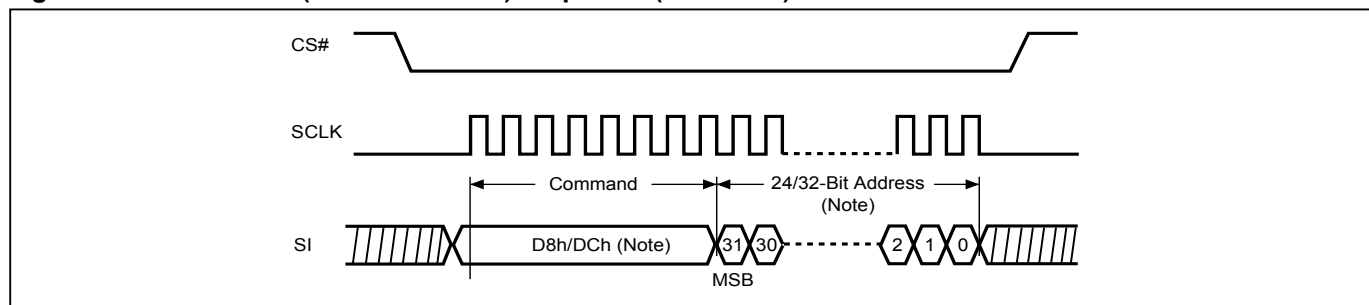 CS#
SCLK
Command
24/32-Bit Address
(Note)
SI
D8h/DCh (Note)
31
30
2
1
0
MSB